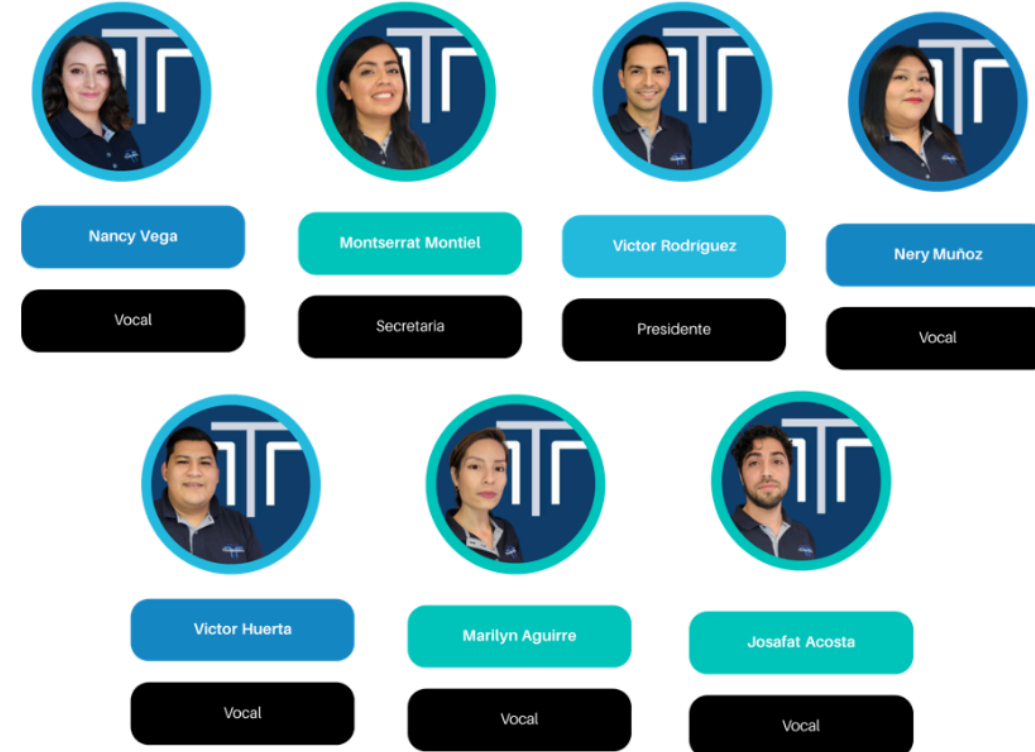 Nancy Vega
Vocal
Montserrat Montiel
Secretaria
Victor Rodríguez
Presidente
Nery Muñoz
Vocal
Victor Huerta
Vocal
Marilyn Aguirre
Vocal
Josafat Acosta
Vocal